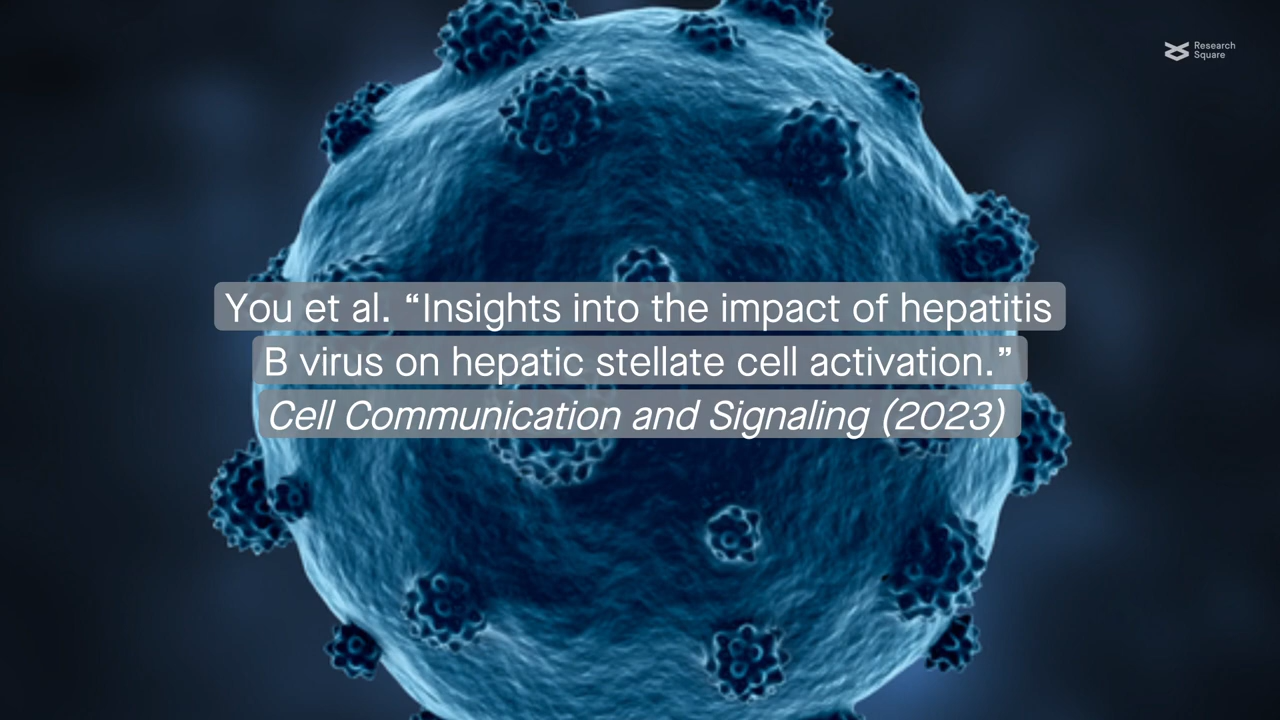 Research
Square
You et al. “Insights into the impact of hepatitis
B virus on hepatic stellate cell activation.”
Cell Communication and Signaling (2023)